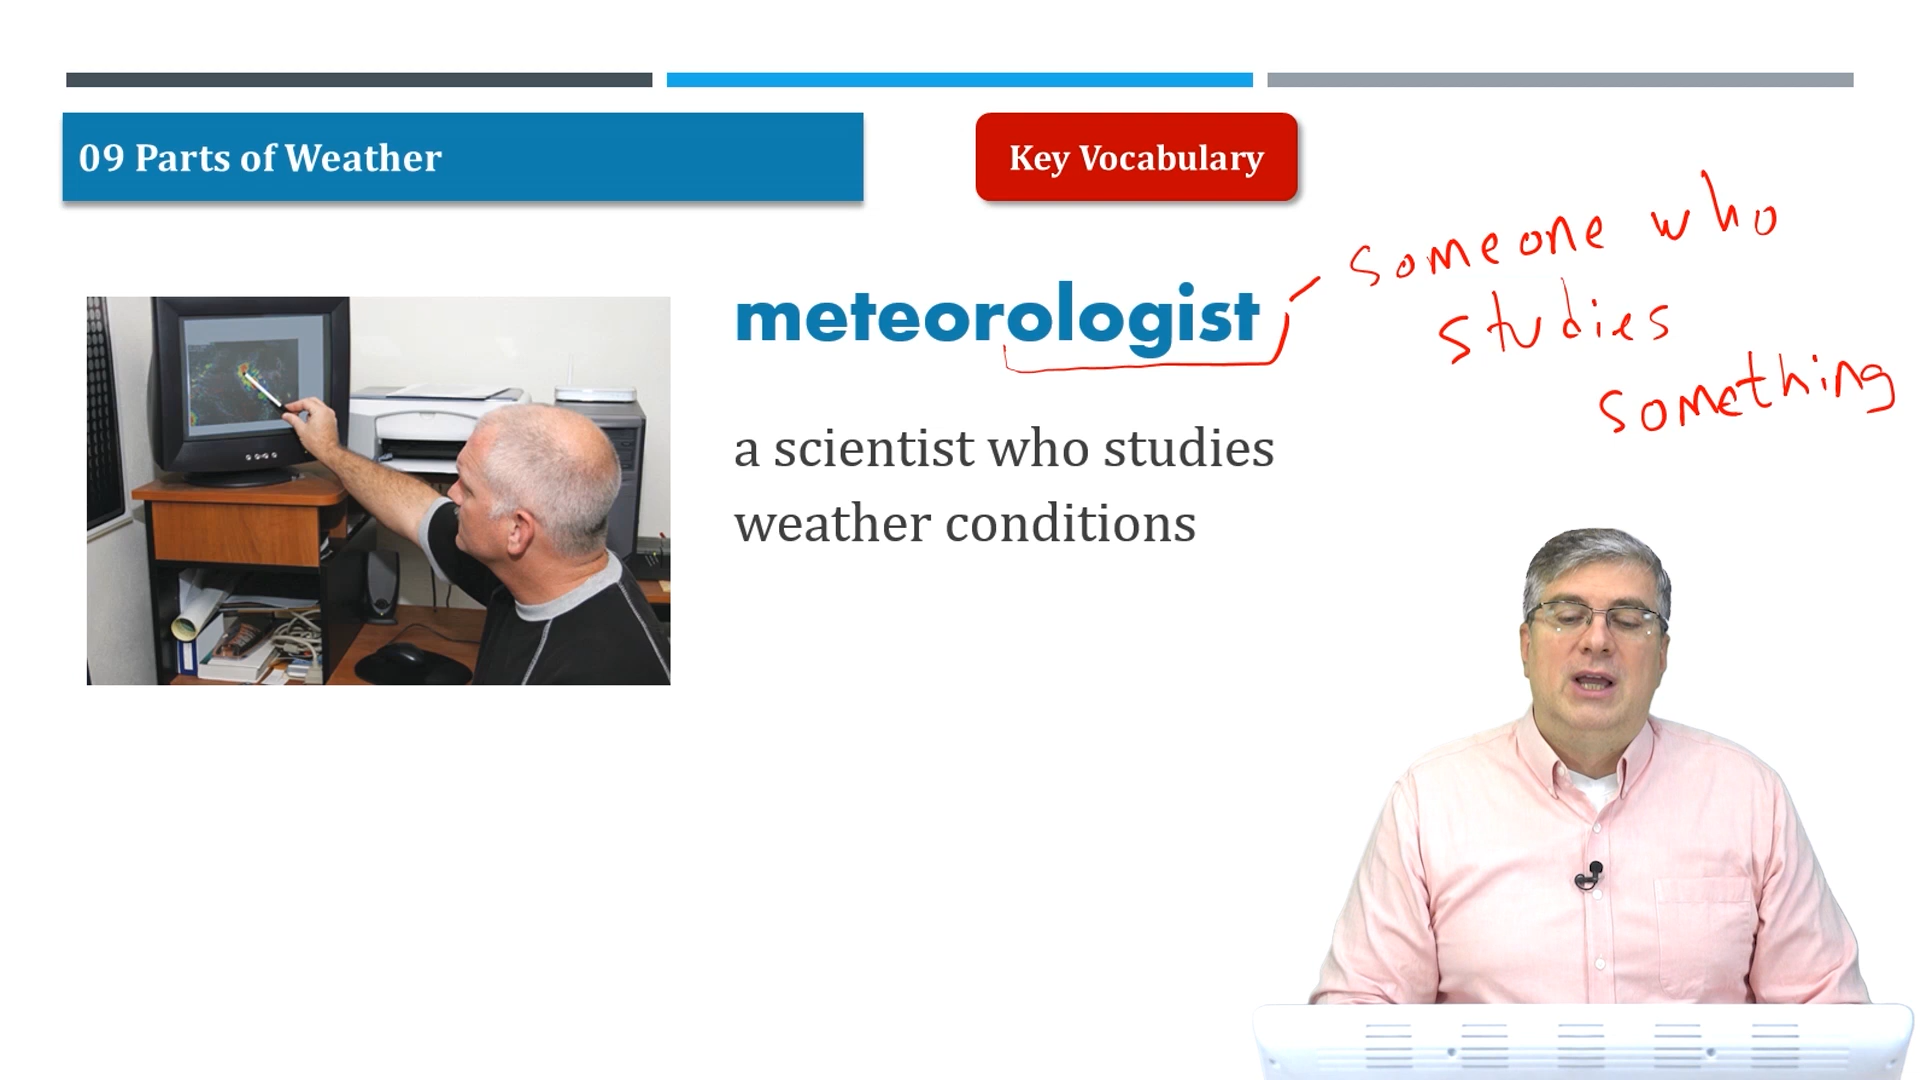 09 Parts of Weather
Key Vocabulary
someone who
studies
something
meteorologist
a scientist who studies
weather conditions